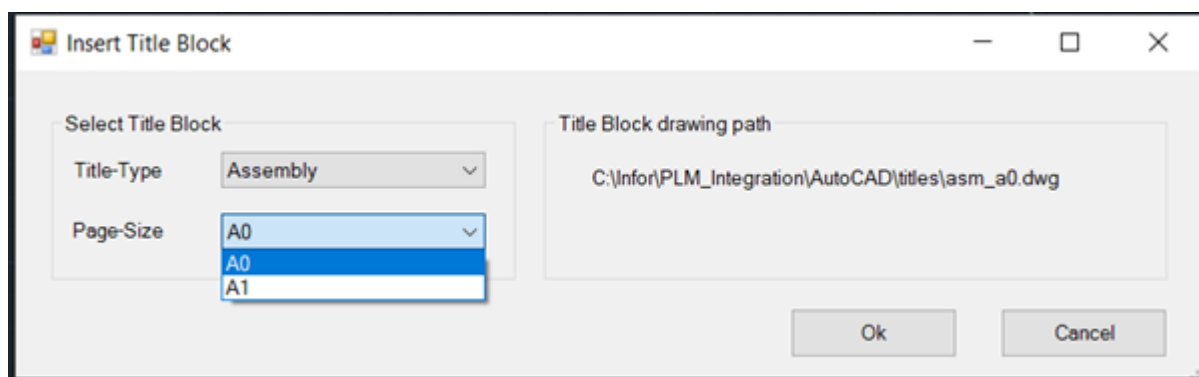 Insert Title Block
Select Title Block
Title-Type
Assembly
Page-Size
A0
A0
A1
Title Block drawing path
C:\Infor\PLM_Integration\AutoCAD\titles\asm_a0.dwg
Ok
Cancel